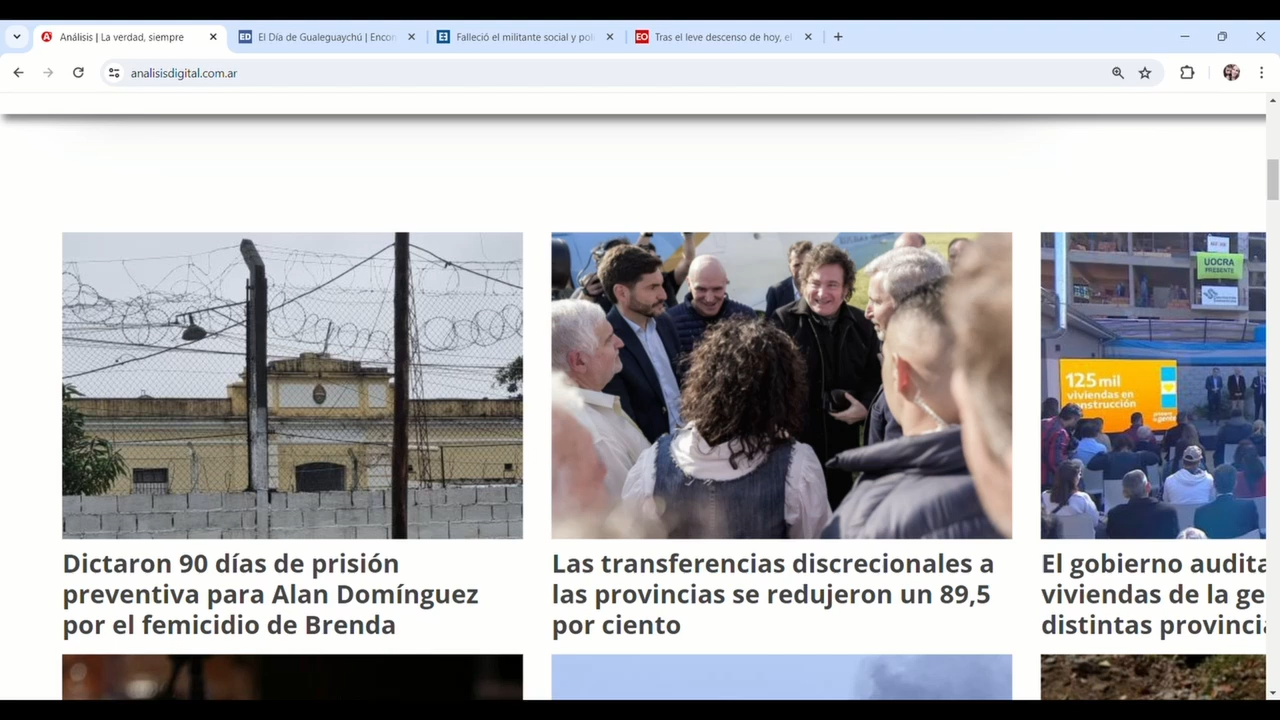 Análisis | La verdad, siempre
El Día de Gualeguaychú | Encon
Falleció el militante social y pol
Tras el leve descenso de hoy, el
analisisdigital.com.ar
UOCRA
PRESENTE
125 mil
viviendas en
construcción
Dictaron 90 días de prisión
preventiva para Alan Domínguez
por el femicidio de Brenda
Las transferencias discrecionales a
las provincias se redujeron un 89,5
por ciento
El gobierno audita
viviendas de la ge
distintas provincia